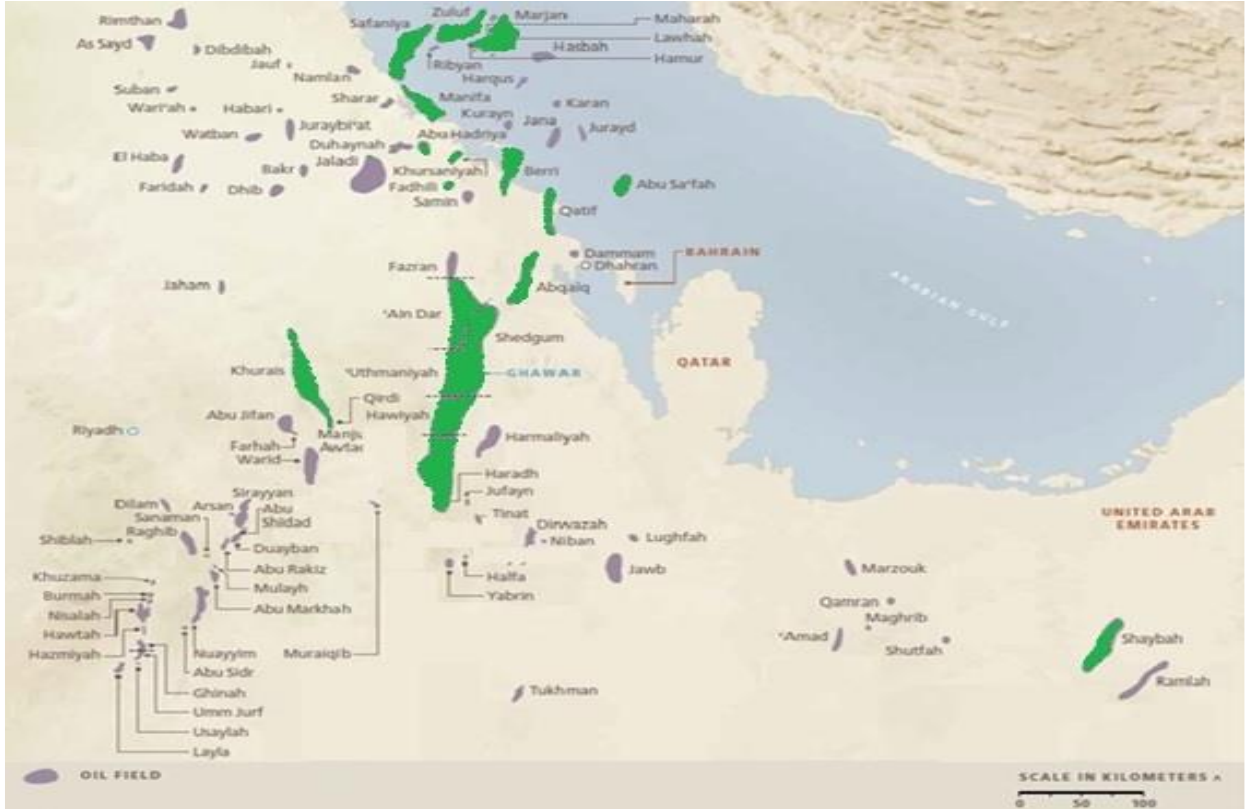 Rimthan
Zuluf
Marjan
Maharah
Safaniya
As Sayd
Dibdibah
Lawhah
Hasbah
Hamur
Jauf
Ribyan
Namlan
Harqus
Suban
Sharar
Manifa
Karan
Wari'ah
Habari
Kurayn
Jana
Jurayd
Watban
Juraybi'at
Abu Hadriya
Duhaynah
El Haba
Jaladi
Bakr
Khursaniyah
Berri
Faridah
Dhib
Fadhili
Abu Sa'fah
Samin
Qatif
Dammam
BAHRAIN
Fazran
Dhahran
Jaham
Abqaiq
ARABIAN GULF
'Ain Dar
Shedgum
QATAR
Khurais
'Uthmaniyah
GHAWAR
Qirdi
Abu Jifan
Hawiyah
Riyadh
Manjs
Harmaliyah
Farhah
Awtad
Warid
Haradh
Sirayyan
Jufayn
Dilam
Arsan
Abu
Shidad
Sanaman
Tinat
UNITED ARAB
EMIRATES
Raghib
Dirwazah
Shiblah
Niban
Lughfah
Duayban
Abu Rakiz
Marzouk
Khuzama
Halfa
Jawb
Mulayh
Burmah
Yabrin
Abu Markhah
Qamran
Nisalah
Maghrib
Hawtah
'Amad
Shaybah
Hazmiyah
Nuayyim
Muraiqib
Shutfah
Abu Sidr
Ramlah
Ghinah
Tukhman
Umm Jurf
Usaylah
Layla
OIL FIELD
SCALE IN KILOMETERS
0 50 100